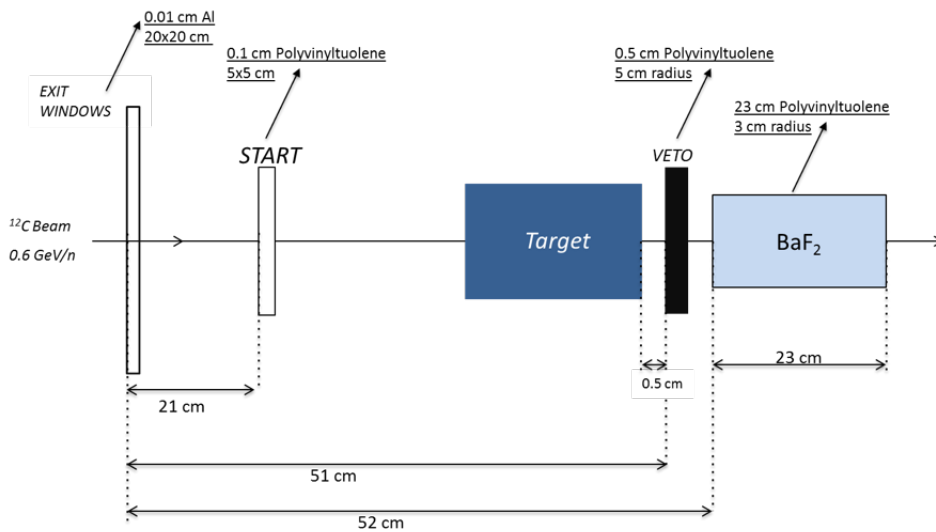 0.01 cm Al
20x20 cm
EXIT
WINDOWS
0.1 cm Polyvinyltuolene
5x5 cm
START
0.5 cm Polyvinyltuolene
5 cm radius
VETO
23 cm Polyvinyltuolene
3 cm radius
¹²C Beam
0.6 GeV/n
Target
BaF₂
21 cm
0.5 cm
23 cm
51 cm
52 cm